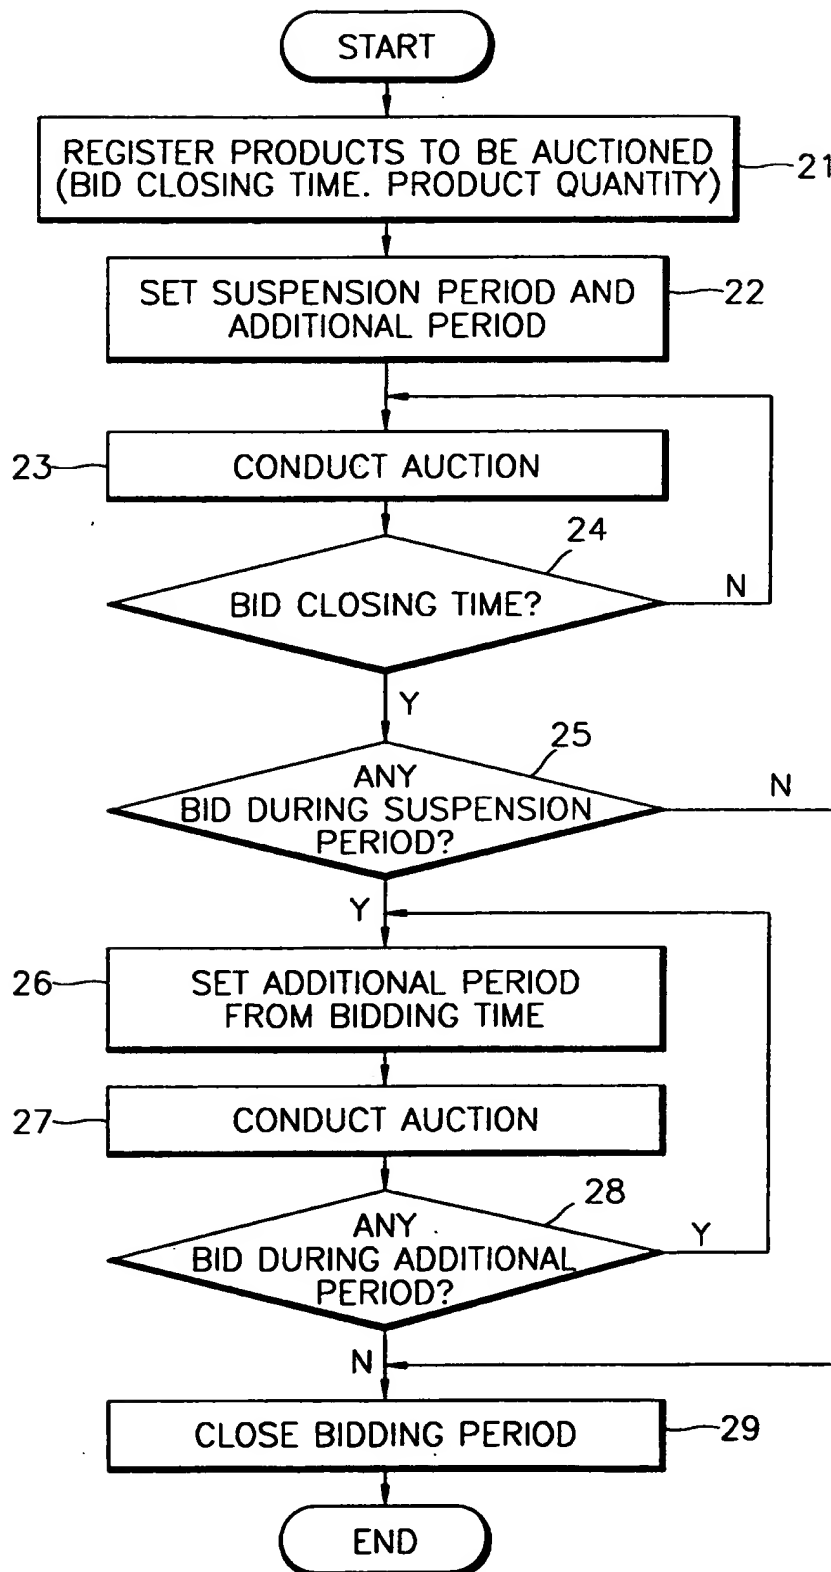 START
REGISTER PRODUCTS TO BE AUCTIONED
(BID CLOSING TIME. PRODUCT QUANTITY)
21
SET SUSPENSION PERIOD AND
ADDITIONAL PERIOD
22
23
CONDUCT AUCTION
24
BID CLOSING TIME?
N
Y
25
ANY
BID DURING SUSPENSION
PERIOD?
N
Y
26
SET ADDITIONAL PERIOD
FROM BIDDING TIME
27
CONDUCT AUCTION
28
ANY
BID DURING ADDITIONAL
PERIOD?
Y
N
CLOSE BIDDING PERIOD
29
END